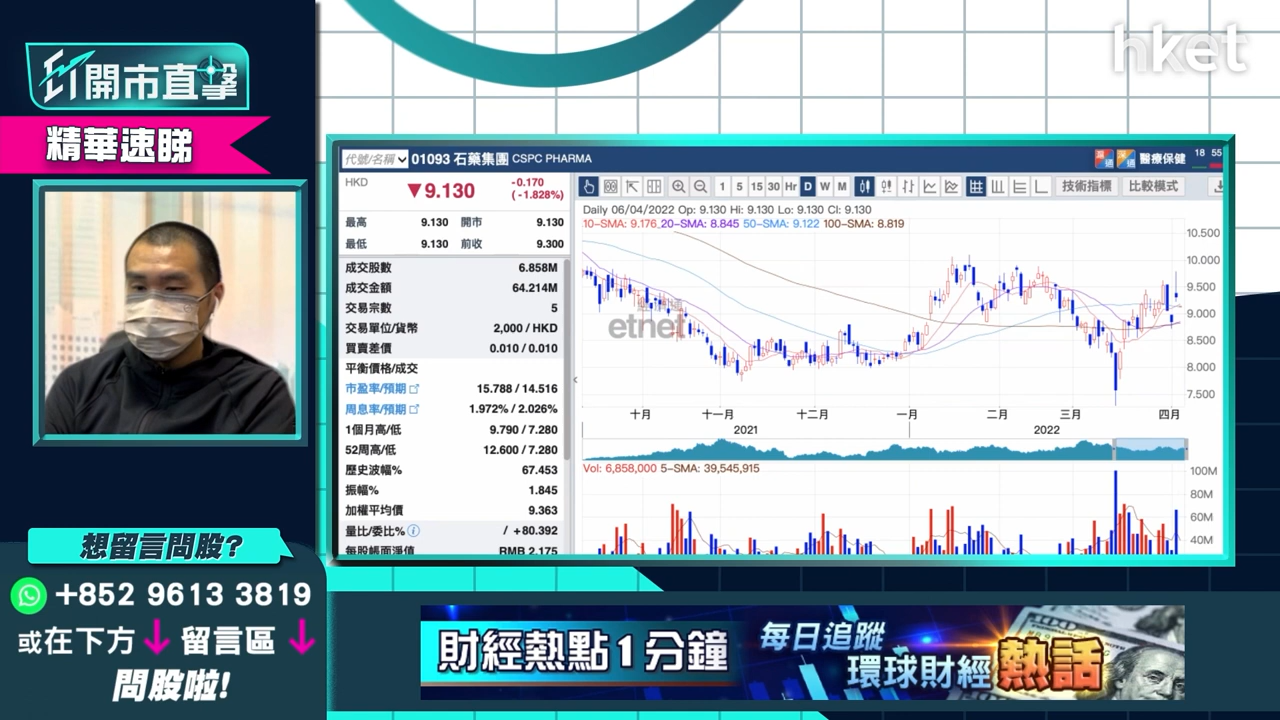 hket
ET開市直擊
精華速睇
代號/名稱 01093 石藥集團 CSPC PHARMA
滬通 深通 醫療保健 18 55
HKD
▼9.130
-0.170
(-1.828%)
最高 9.130 開市 9.130
最低 9.130 前收 9.300
成交股數 6.858M
成交金額 64.214M
交易宗數 5
交易單位/貨幣 2,000 / HKD
買賣差價 0.010 / 0.010
平衡價格/成交
市盈率/預期 15.788 / 14.516
周息率/預期 1.972% / 2.026%
1個月高/低 9.790 / 7.280
52周高/低 12.600 / 7.280
歷史波幅% 67.453
振幅% 1.845
加權平均價 9.363
量比/委比% / +80.392
每股帳面淨值 RMB 2.175
1 5 15 30 Hr D W M 技術指標 比較模式
Daily 06/04/2022 Op: 9.130 Hi: 9.130 Lo: 9.130 Cl: 9.130
10-SMA: 9.176 20-SMA: 8.845 50-SMA: 9.122 100-SMA: 8.819
10.500
10.000
9.500
9.000
8.500
8.000
7.500
etnet
十月 十一月 十二月 一月 二月 三月 四月
2021 2022
Vol: 6,858,000 5-SMA: 39,545,915
100M
80M
60M
40M
想留言問股?
+852 9613 3819
或在下方↓留言區↓
問股啦!
財經熱點1分鐘
每日追蹤
環球財經熱話